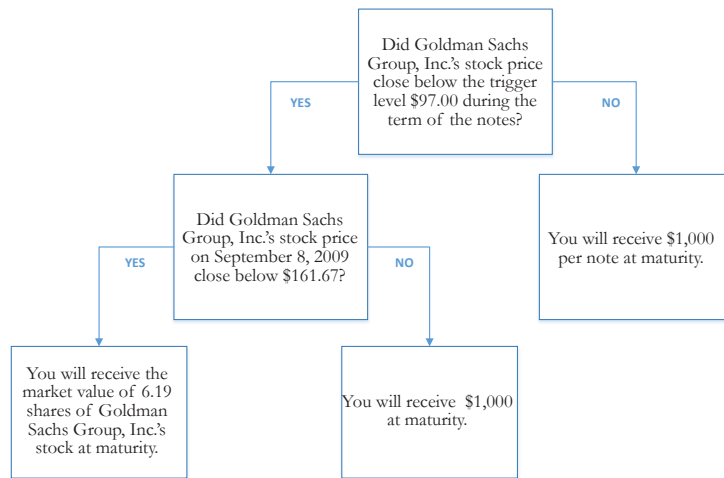 Did Goldman Sachs
Group, Inc.'s stock price
close below the trigger
level $97.00 during the
term of the notes?
YES
NO
Did Goldman Sachs
Group, Inc.'s stock price
on September 8, 2009
close below $161.67?
You will receive $1,000
per note at maturity.
YES
NO
You will receive the
market value of 6.19
shares of Goldman
Sachs Group, Inc.'s
stock at maturity.
You will receive $1,000
at maturity.